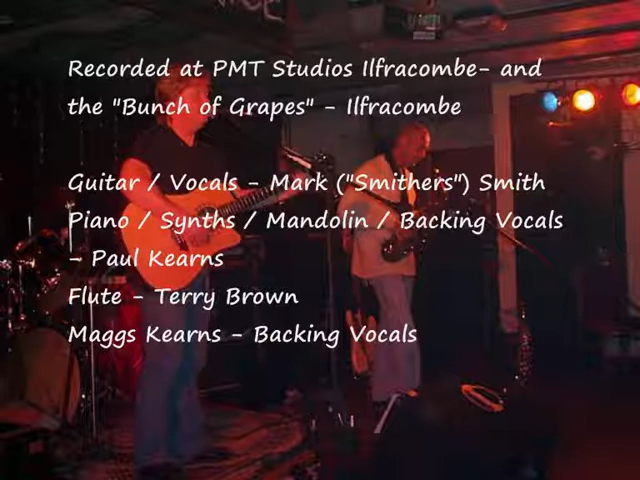 Recorded at PMT Studios Ilfracombe- and
the "Bunch of Grapes" - Ilfracombe
Guitar / Vocals - Mark ("Smithers") Smith
Piano / Synths / Mandolin / Backing Vocals
- Paul Kearns
Flute - Terry Brown
Maggs Kearns - Backing Vocals